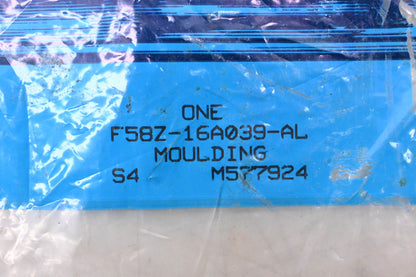 ONE
F58Z-16A039-AL
MOULDING
S4 M577924